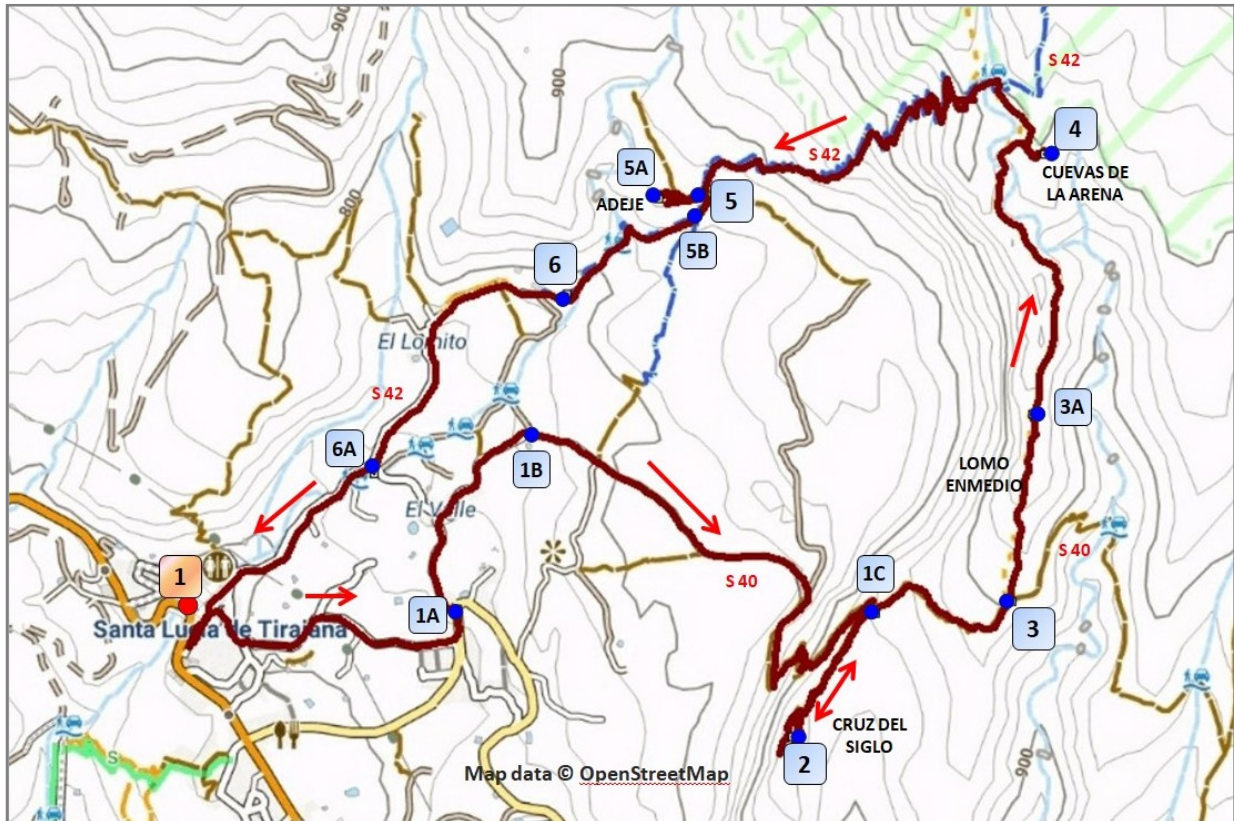 900
900
S 42
4
CUEVAS DE
LA ARENA
S 42
5A
ADEJE
5
800
5B
6
El Lomito
S 42
3A
6A
1B
LOMO
ENMEDIO
El Valle
S 40
1
S 40
1C
1A
3
Santa Lucía de Tirajana
CRUZ DEL
SIGLO
2
S
900
Map data © OpenStreetMap